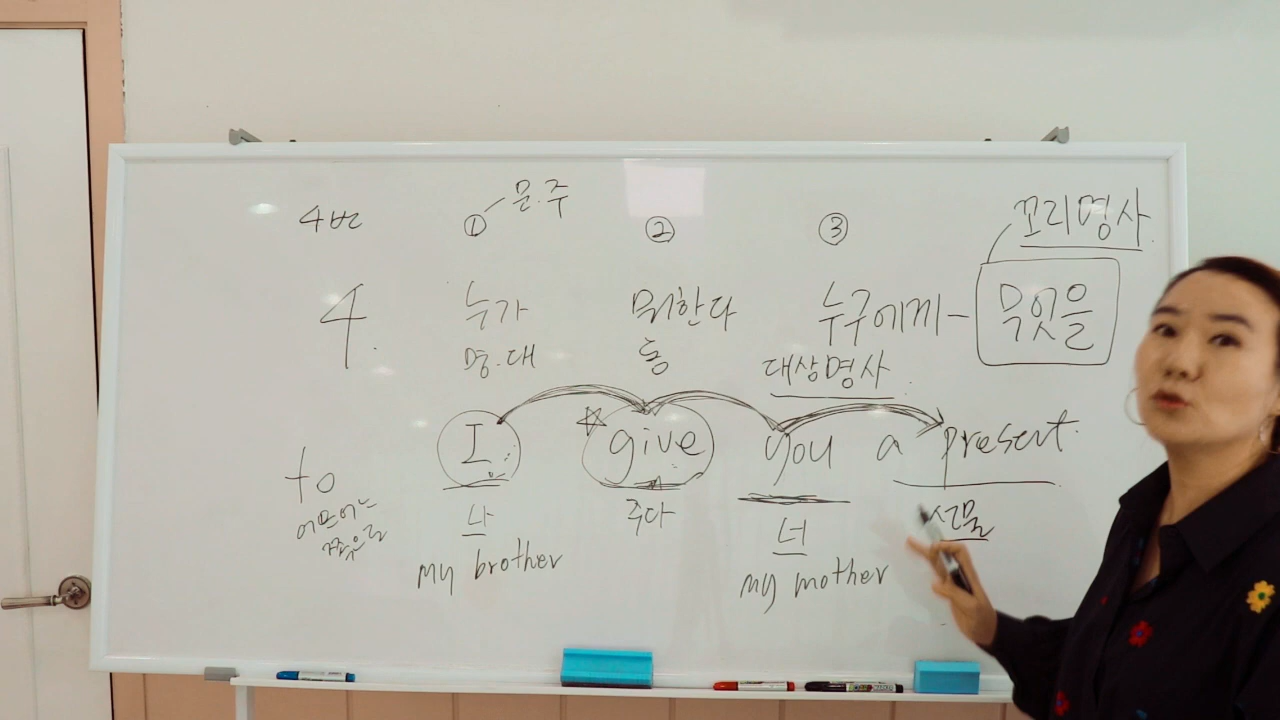 문.주
4번 ① ② ③
꼬리명사.
4. 누가 뭐한다 누구에게 - 무엇을
명.대 동 대상명사.
I give you a present.
to
나 주다 너 선물
my brother my mother